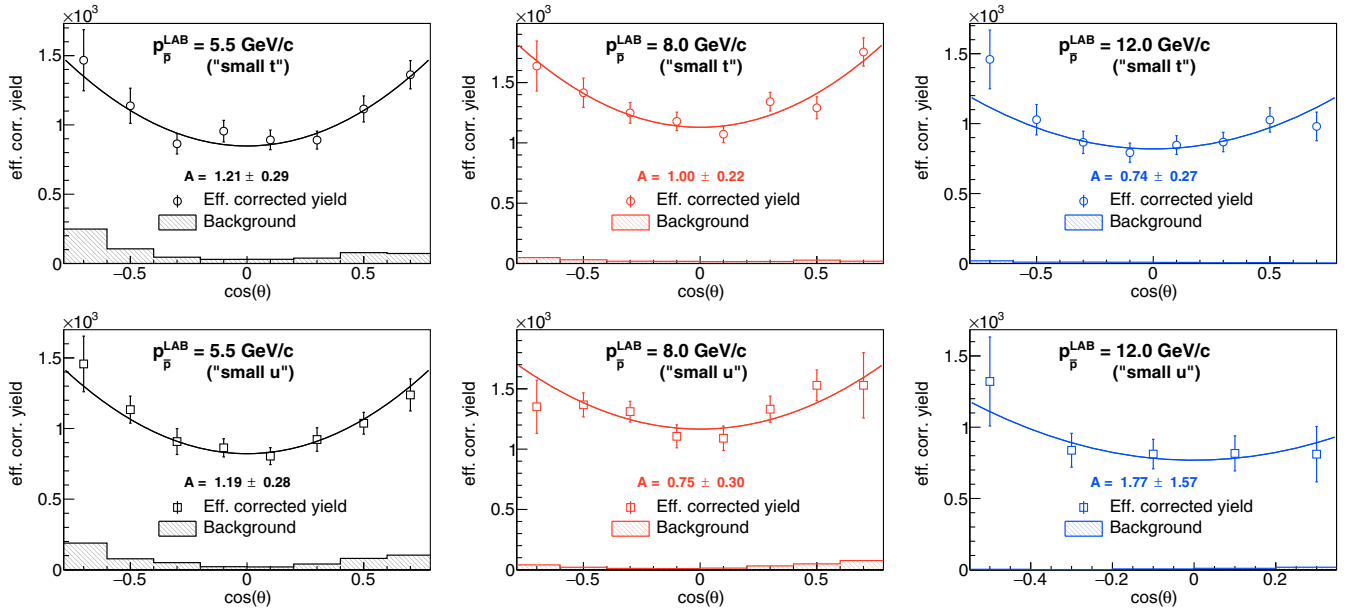 ×10³
p_p̅^LAB = 5.5 GeV/c
("small t")
eff. corr. yield
1.5
1
0.5
0
A = 1.21 ± 0.29
Eff. corrected yield
Background
−0.5 0 0.5
cos(θ)
×10³
p_p̅^LAB = 8.0 GeV/c
("small t")
eff. corr. yield
1.5
1
0.5
0
A = 1.00 ± 0.22
Eff. corrected yield
Background
−0.5 0 0.5
cos(θ)
×10³
p_p̅^LAB = 12.0 GeV/c
("small t")
eff. corr. yield
1.5
1
0.5
0
A = 0.74 ± 0.27
Eff. corrected yield
Background
−0.5 0 0.5
cos(θ)
×10³
p_p̅^LAB = 5.5 GeV/c
("small u")
eff. corr. yield
1.5
1
0.5
0
A = 1.19 ± 0.28
Eff. corrected yield
Background
−0.5 0 0.5
cos(θ)
×10³
p_p̅^LAB = 8.0 GeV/c
("small u")
eff. corr. yield
1.5
1
0.5
0
A = 0.75 ± 0.30
Eff. corrected yield
Background
−0.5 0 0.5
cos(θ)
×10³
p_p̅^LAB = 12.0 GeV/c
("small u")
eff. corr. yield
1.5
1
0.5
0
A = 1.77 ± 1.57
Eff. corrected yield
Background
−0.4 −0.2 0 0.2
cos(θ)